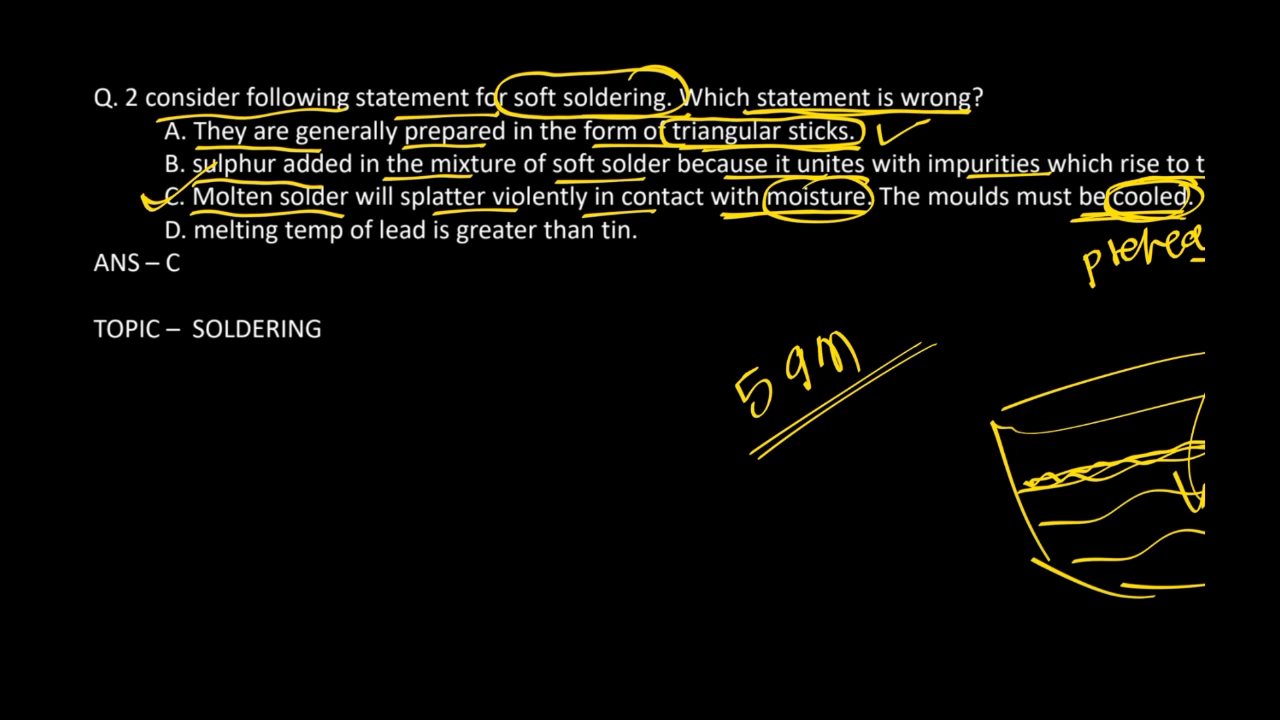 Q. 2 consider following statement for soft soldering. Which statement is wrong?
A. They are generally prepared in the form of triangular sticks.
B. sulphur added in the mixture of soft solder because it unites with impurities which rise to t
C. Molten solder will splatter violently in contact with moisture. The moulds must be cooled.
D. melting temp of lead is greater than tin.
prehea
ANS – C
TOPIC – SOLDERING
5 gm